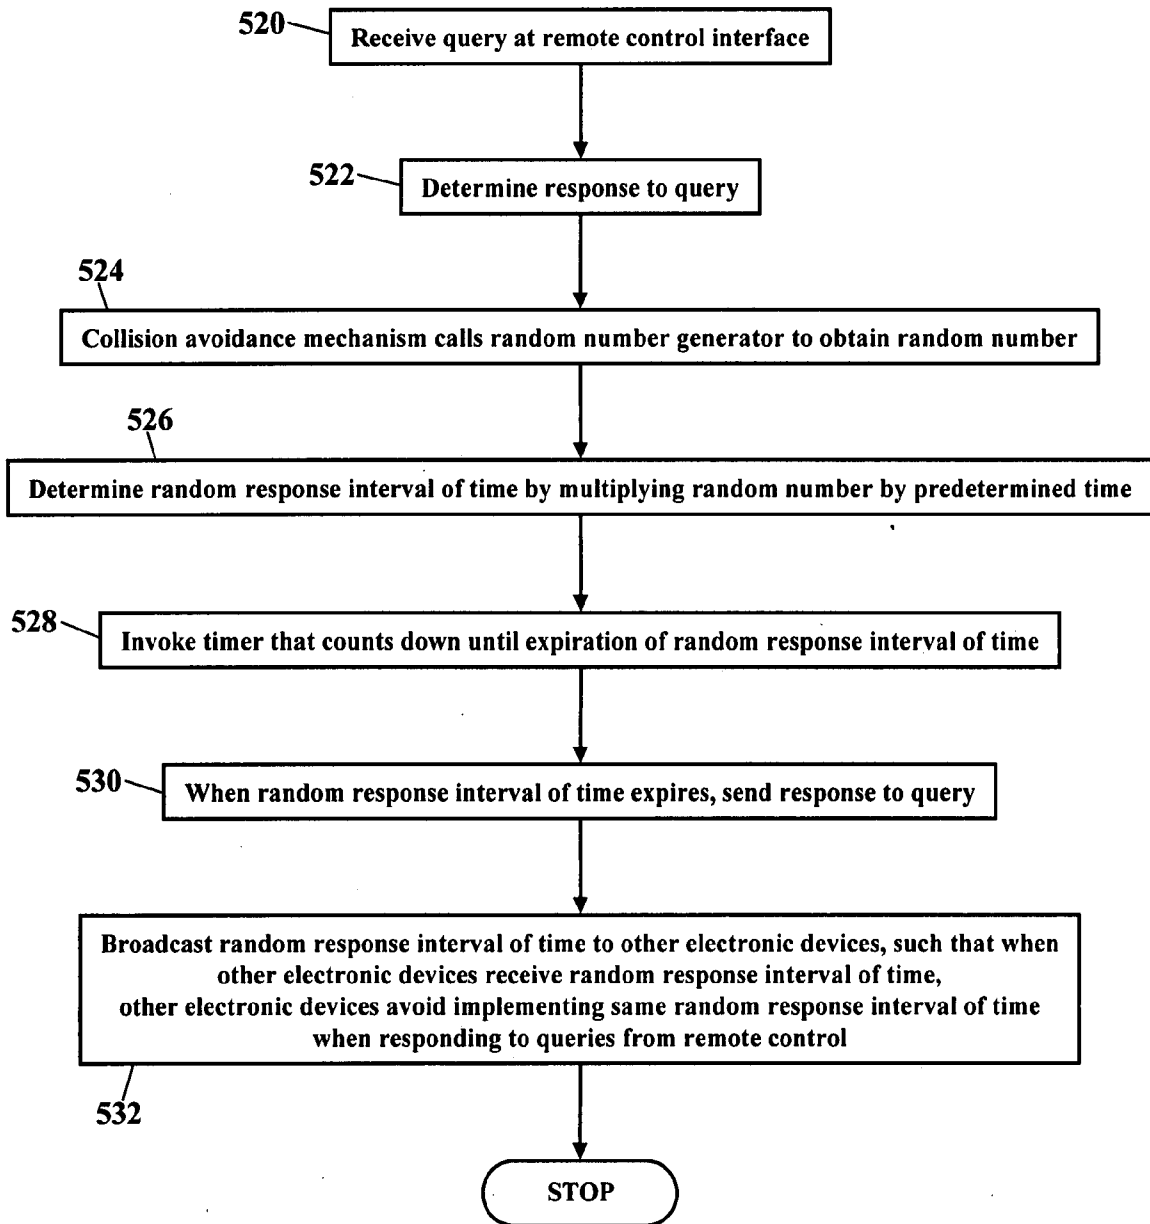 520
Receive query at remote control interface
522
Determine response to query
524
Collision avoidance mechanism calls random number generator to obtain random number
526
Determine random response interval of time by multiplying random number by predetermined time
528
Invoke timer that counts down until expiration of random response interval of time
530
When random response interval of time expires, send response to query
Broadcast random response interval of time to other electronic devices, such that when
other electronic devices receive random response interval of time,
other electronic devices avoid implementing same random response interval of time
when responding to queries from remote control
532
STOP